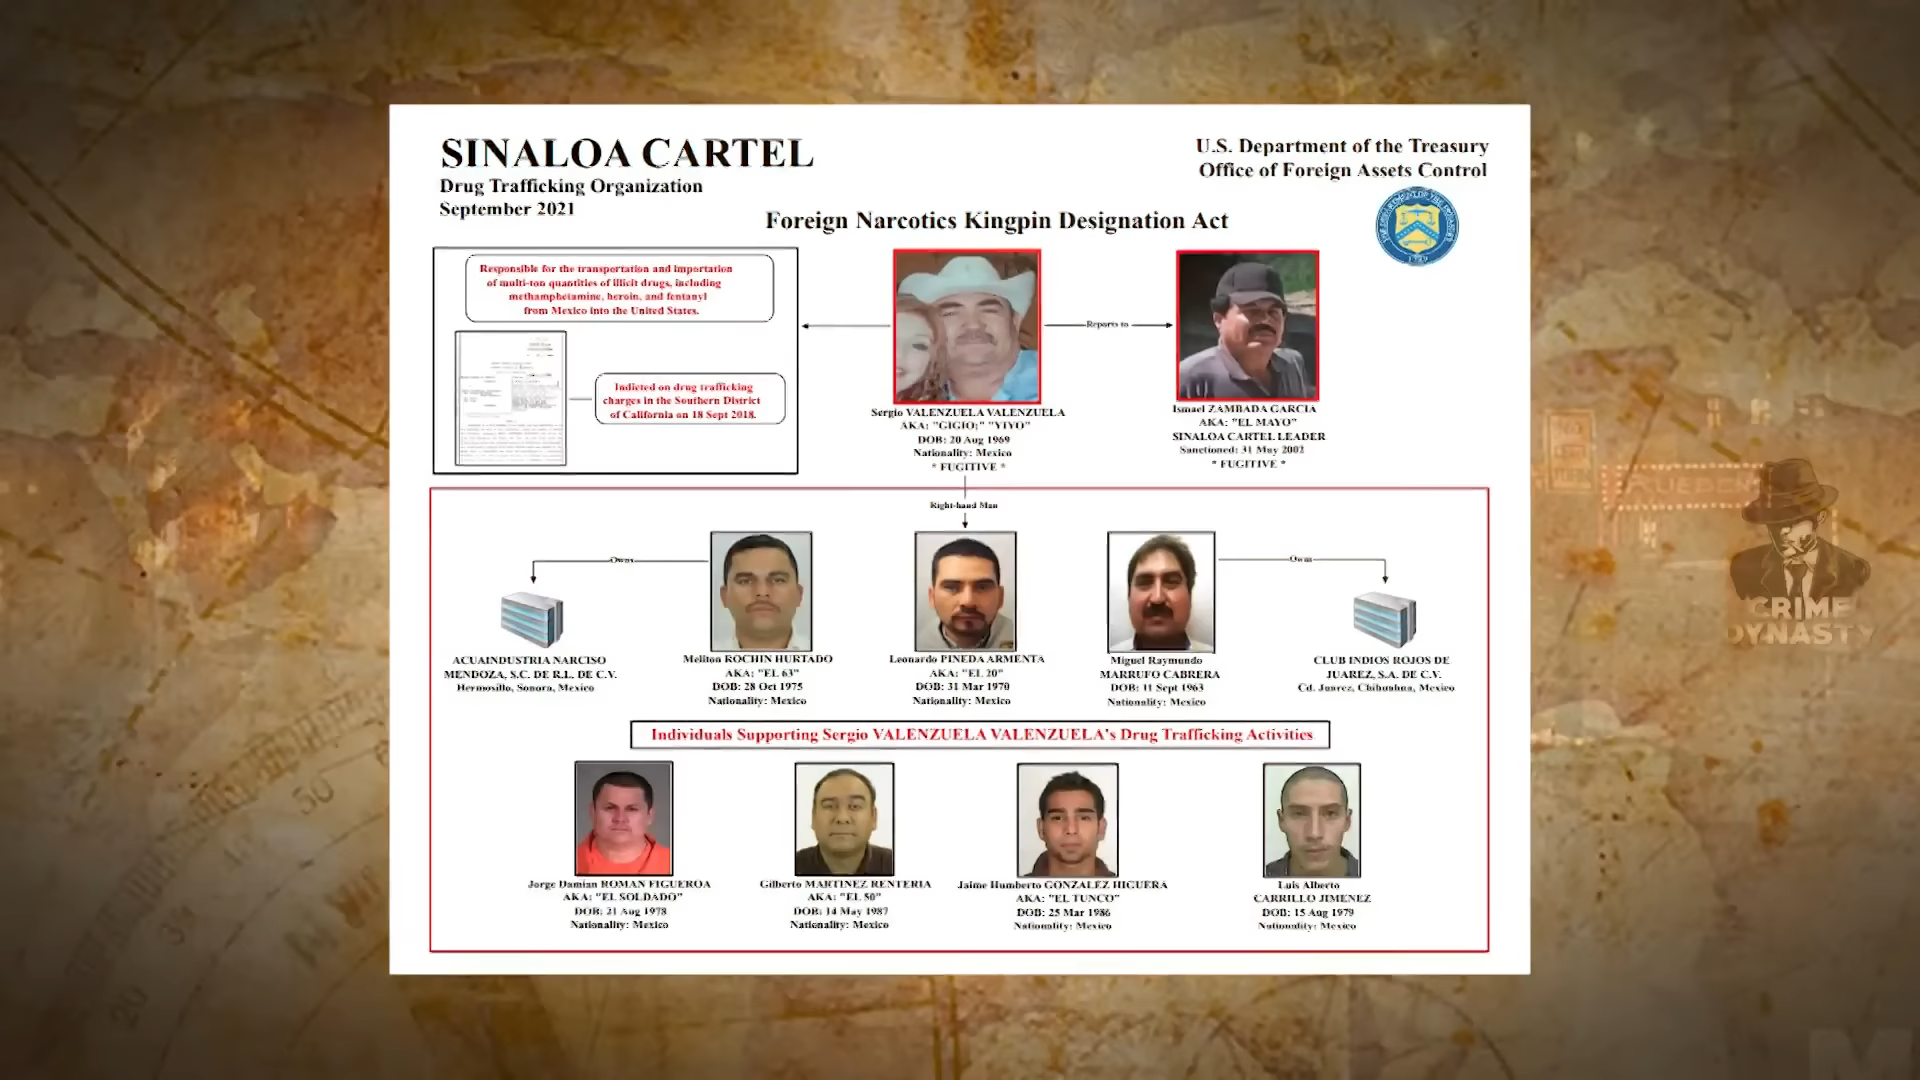 SINALOA CARTEL
Drug Trafficking Organization
September 2021
U.S. Department of the Treasury
Office of Foreign Assets Control
Foreign Narcotics Kingpin Designation Act
Responsible for the transportation and importation
of multi-ton quantities of illicit drugs, including
methamphetamine, heroin, and fentanyl
from Mexico into the United States.
Indicted on drug trafficking
charges in the Southern District
of California on 18 Sept 2018.
Reports to
Sergio VALENZUELA VALENZUELA
AKA: "GIGIO;" "YIYO"
DOB: 20 Aug 1969
Nationality: Mexico
* FUGITIVE *
Ismael ZAMBADA GARCIA
AKA: "EL MAYO"
SINALOA CARTEL LEADER
Sanctioned: 31 May 2002
* FUGITIVE *
Right-hand Man
Owns
Owns
ACUAINDUSTRIA NARCISO
MENDOZA, S.C. DE R.L. DE C.V.
Hermosillo, Sonora, Mexico
Meliton ROCHIN HURTADO
AKA: "EL 63"
DOB: 28 Oct 1975
Nationality: Mexico
Leonardo PINEDA ARMENTA
AKA: "EL 20"
DOB: 31 Mar 1970
Nationality: Mexico
Miguel Raymundo
MARRUFO CABRERA
DOB: 11 Sept 1963
Nationality: Mexico
CLUB INDIOS ROJOS DE
JUAREZ, S.A. DE C.V.
Cd. Juarez, Chihuahua, Mexico
Individuals Supporting Sergio VALENZUELA VALENZUELA's Drug Trafficking Activities
Jorge Damian ROMAN FIGUEROA
AKA: "EL SOLDADO"
DOB: 21 Aug 1978
Nationality: Mexico
Gilberto MARTINEZ RENTERIA
AKA: "EL 50"
DOB: 14 May 1987
Nationality: Mexico
Jaime Humberto GONZALEZ HIGUERA
AKA: "EL TUNCO"
DOB: 25 Mar 1986
Nationality: Mexico
Luis Alberto
CARRILLO JIMENEZ
DOB: 15 Aug 1979
Nationality: Mexico
CRIME
DYNASTY